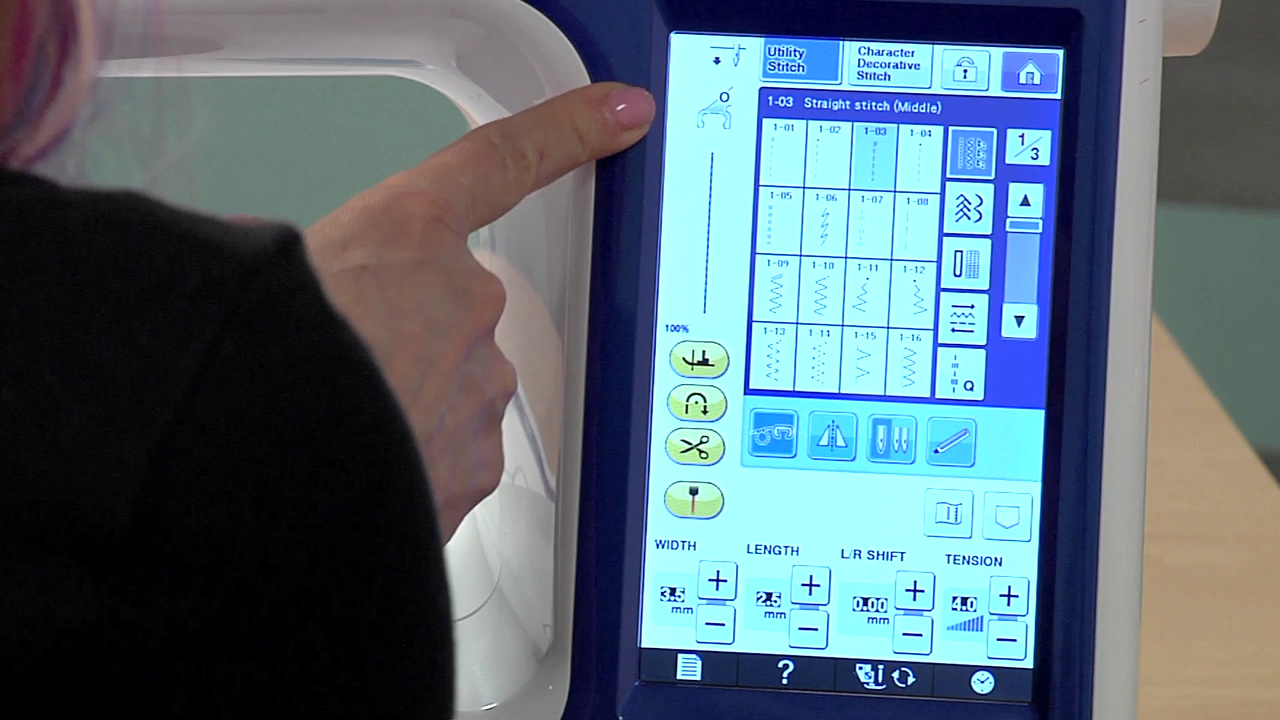 Utility
Stitch
Character
Decorative
Stitch
1-03 Straight stitch (Middle)
O
1-01 1-02 1-03 1-04
1/3
1-05 1-06 1-07 1-08
1-09 1-10 1-11 1-12
1-13 1-14 1-15 1-16
Q
100%
WIDTH LENGTH L/R SHIFT TENSION
3.5 mm + −
2.5 mm + −
0.00 mm + −
4.0 + −
?